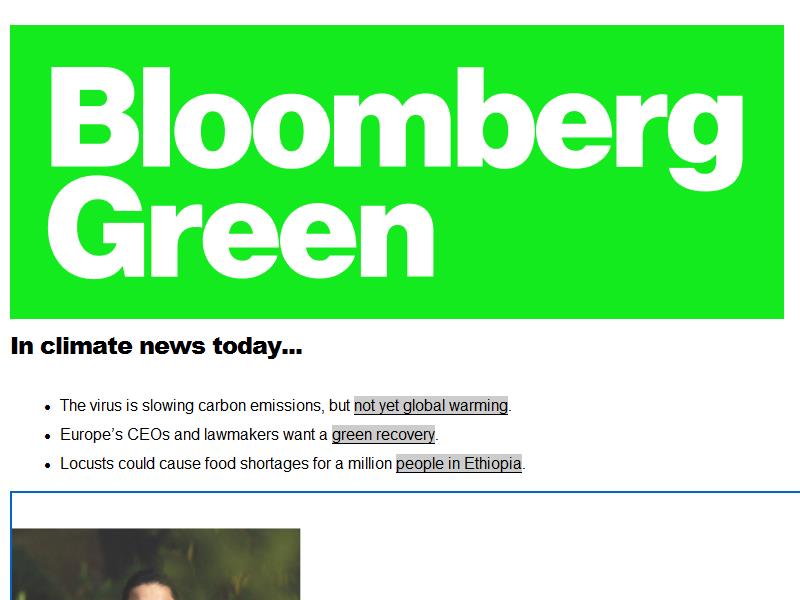 Bloomberg
Green
In climate news today...
• The virus is slowing carbon emissions, but not yet global warming.
• Europe’s CEOs and lawmakers want a green recovery.
• Locusts could cause food shortages for a million people in Ethiopia.